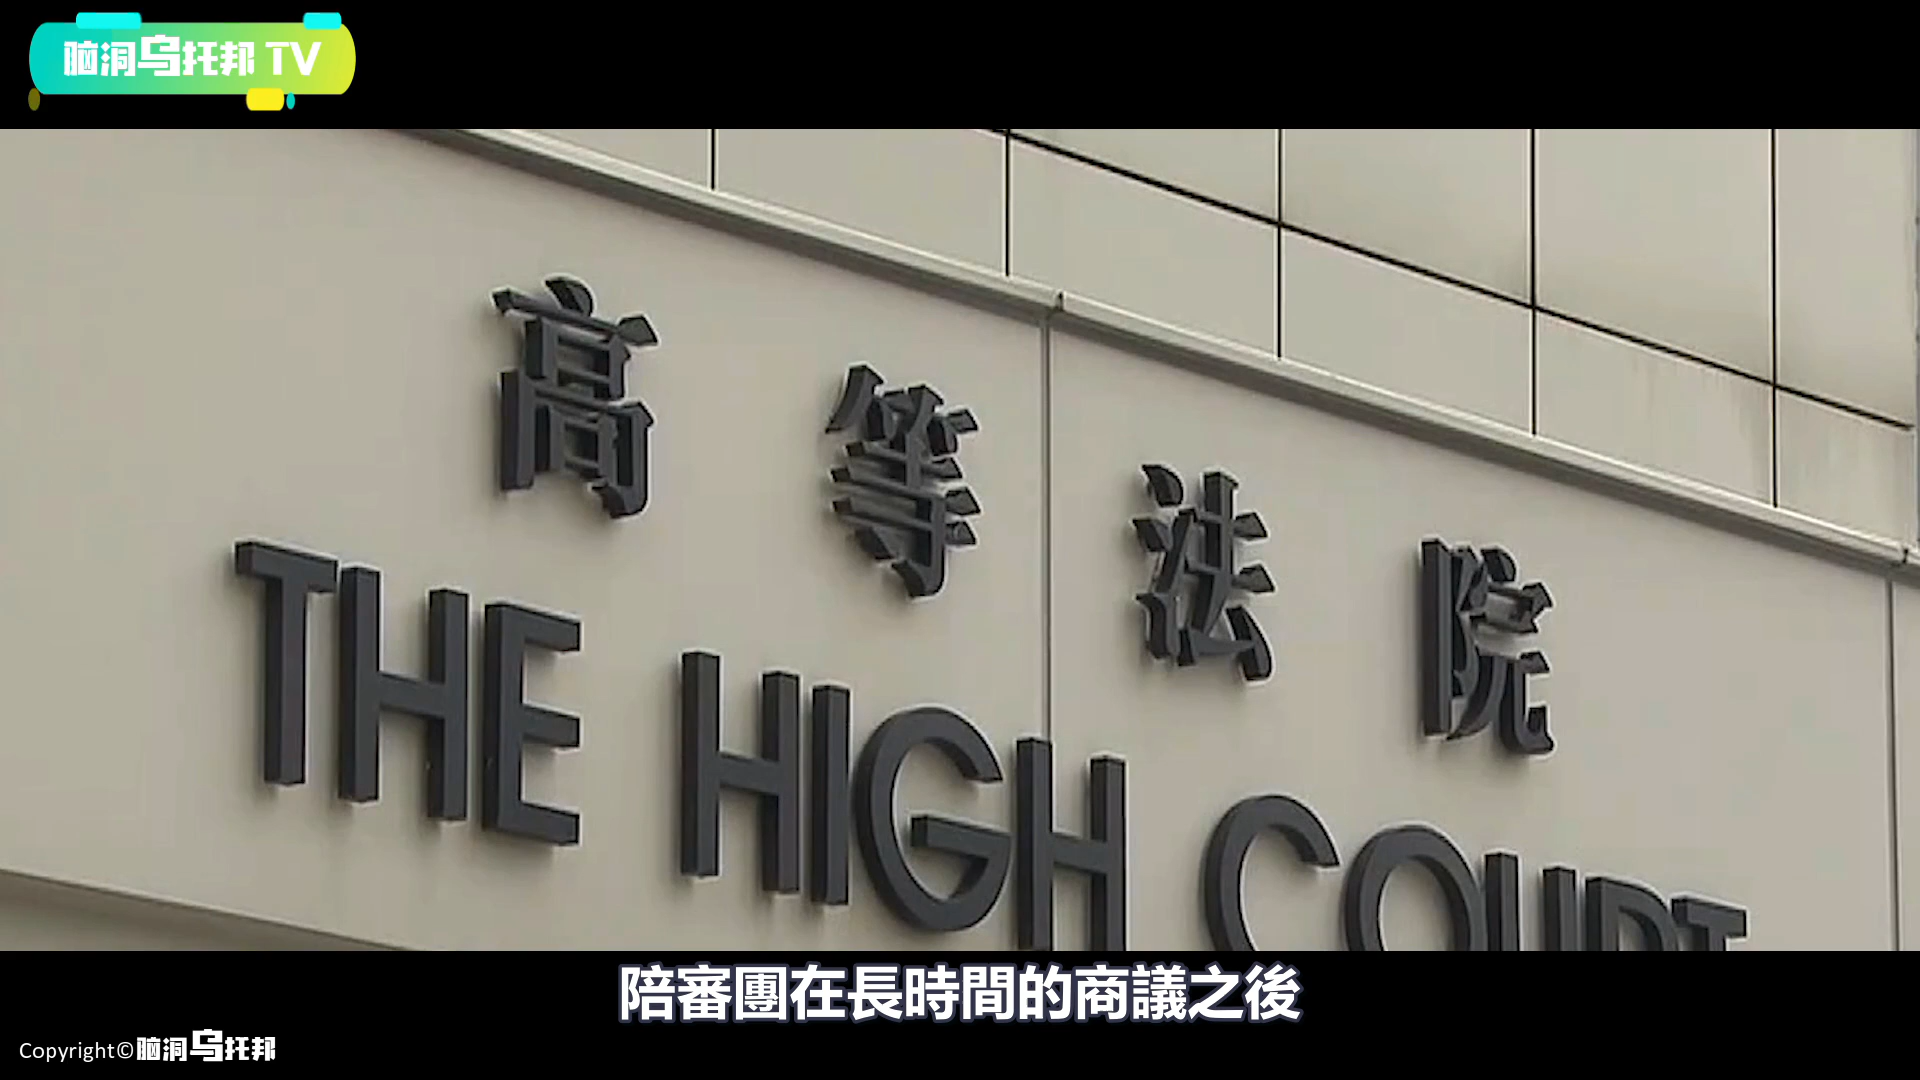 脑洞乌托邦 TV
高等法院
THE HIGH COURT
陪審團在長時間的商議之後
Copyright©脑洞乌托邦